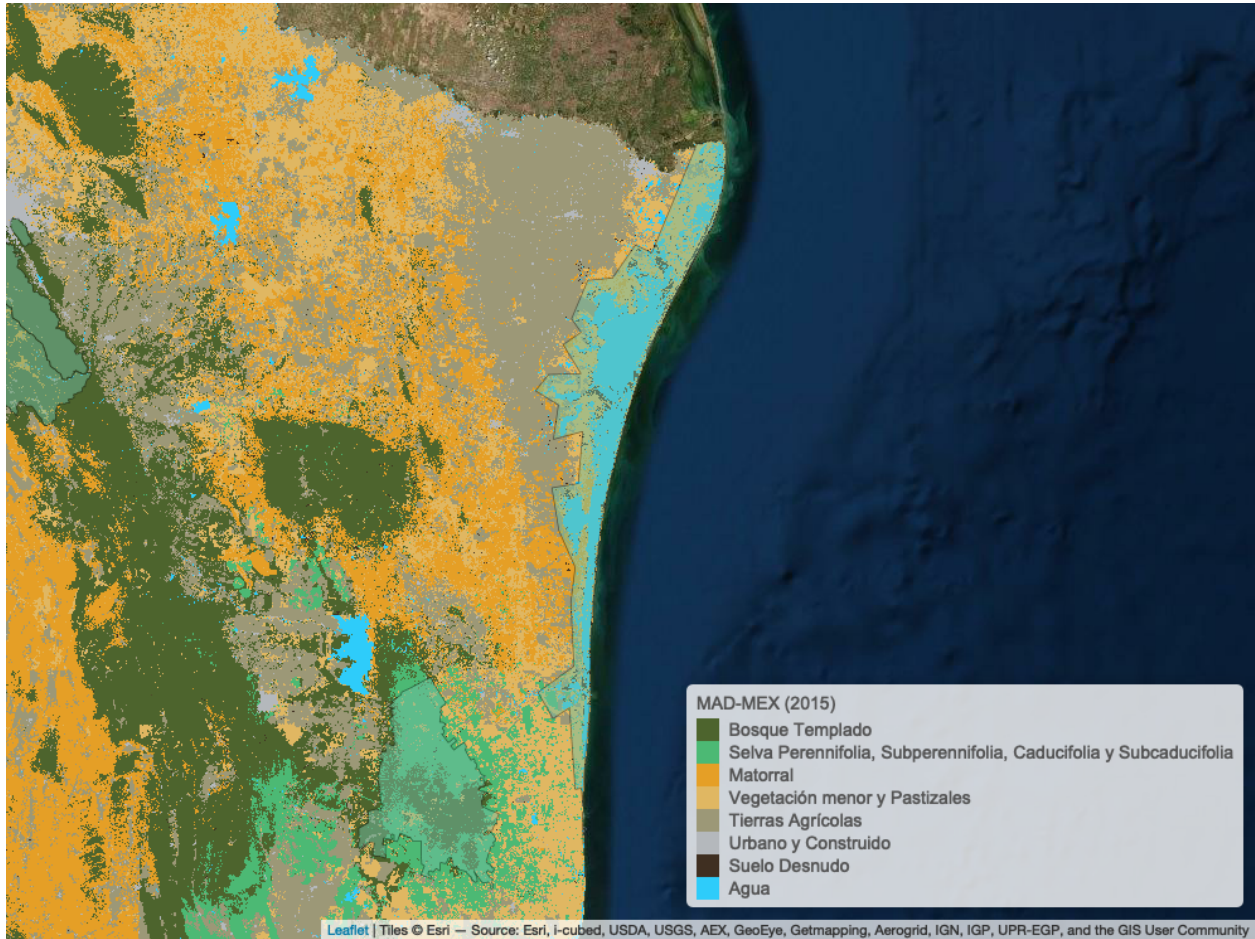 MAD-MEX (2015)
Bosque Templado
Selva Perennifolia, Subperennifolia, Caducifolia y Subcaducifolia
Matorral
Vegetación menor y Pastizales
Tierras Agrícolas
Urbano y Construido
Suelo Desnudo
Agua
Leaflet | Tiles © Esri — Source: Esri, i-cubed, USDA, USGS, AEX, GeoEye, Getmapping, Aerogrid, IGN, IGP, UPR-EGP, and the GIS User Community